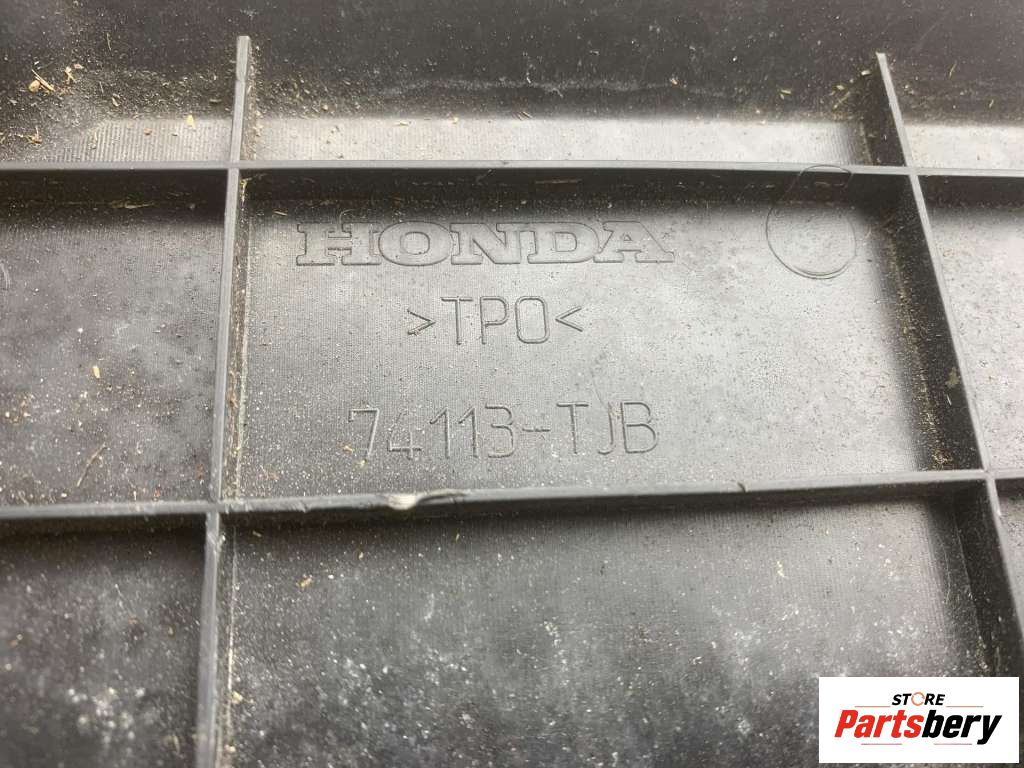 HONDA
>TPO<
74113-TJB
STORE
Partsbery